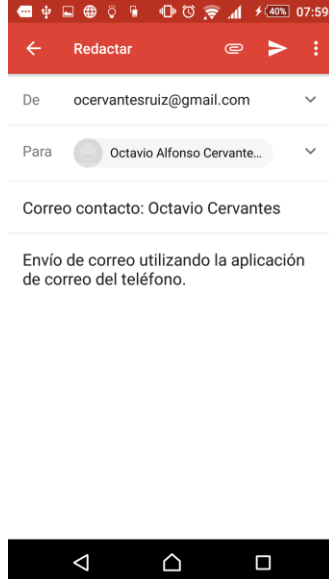 40% 07:59
Redactar
De ocervantesruiz@gmail.com
Para Octavio Alfonso Cervante...
Correo contacto: Octavio Cervantes
Envío de correo utilizando la aplicación
de correo del teléfono.